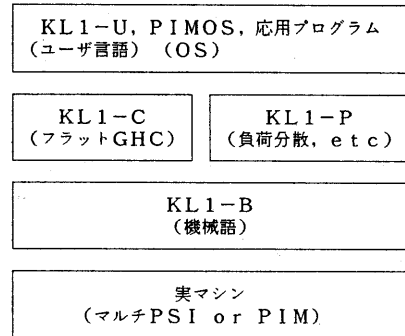 KL1-U, PIMOS, 応用プログラム
(ユーザ言語) (OS)
KL1-C
(フラットGHC)
KL1-P
(負荷分散, etc)
KL1-B
(機械語)
実マシン
(マルチPSI or PIM)